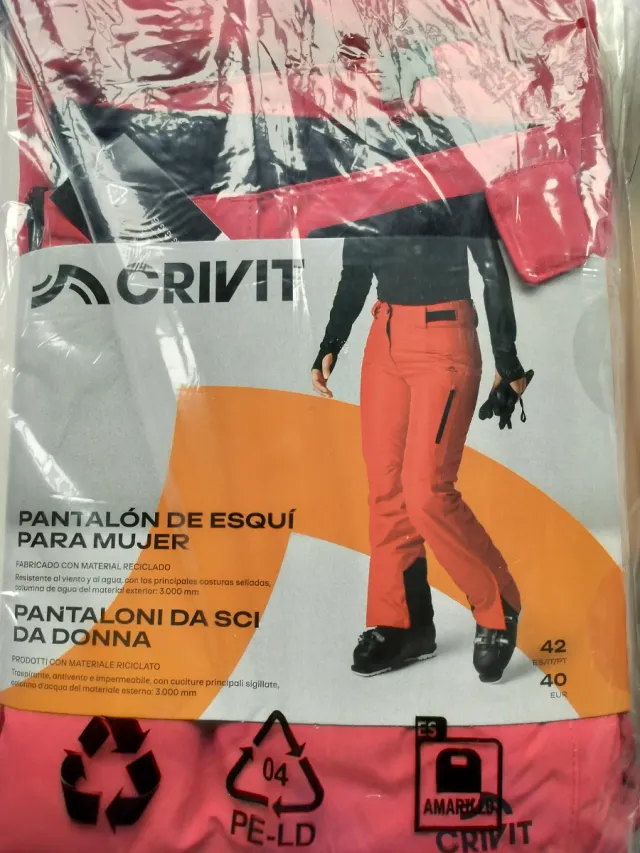 CRIVIT
PANTALÓN DE ESQUÍ
PARA MUJER
FABRICADO CON MATERIAL RECICLADO
Resistente al viento y al agua, con las principales costuras selladas,
columna de agua del material exterior: 3.000 mm
PANTALONI DA SCI
DA DONNA
PRODOTTI CON MATERIALE RICICLATO
Traspirante, antivento e impermeabile, con cuciture principali sigillate,
colonna d'acqua del materiale esterno: 3.000 mm
42
ES/IT/PT
40
EUR
04
PE-LD
ES
AMARILLO
CRIVIT